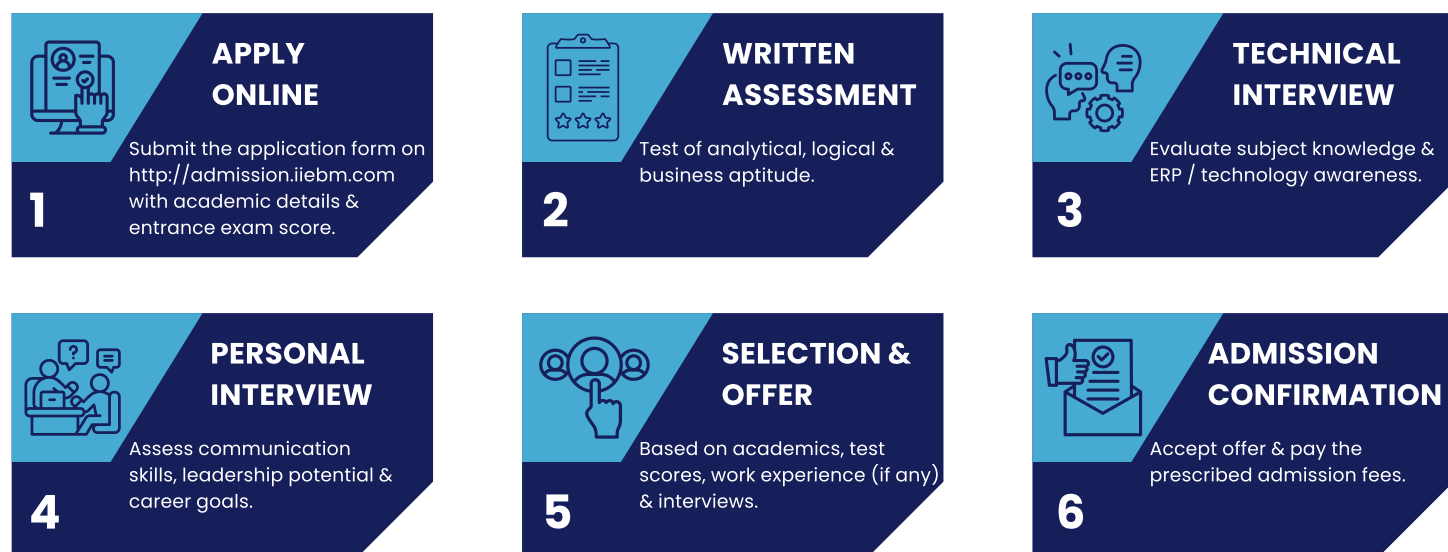 APPLY
ONLINE
Submit the application form on
http://admission.iiebm.com
with academic details &
entrance exam score.
1
WRITTEN
ASSESSMENT
Test of analytical, logical &
business aptitude.
2
TECHNICAL
INTERVIEW
Evaluate subject knowledge &
ERP / technology awareness.
3
PERSONAL
INTERVIEW
?
Assess communication
skills, leadership potential &
career goals.
4
SELECTION &
OFFER
Based on academics, test
scores, work experience (if any)
& interviews.
5
ADMISSION
CONFIRMATION
Accept offer & pay the
prescribed admission fees.
6